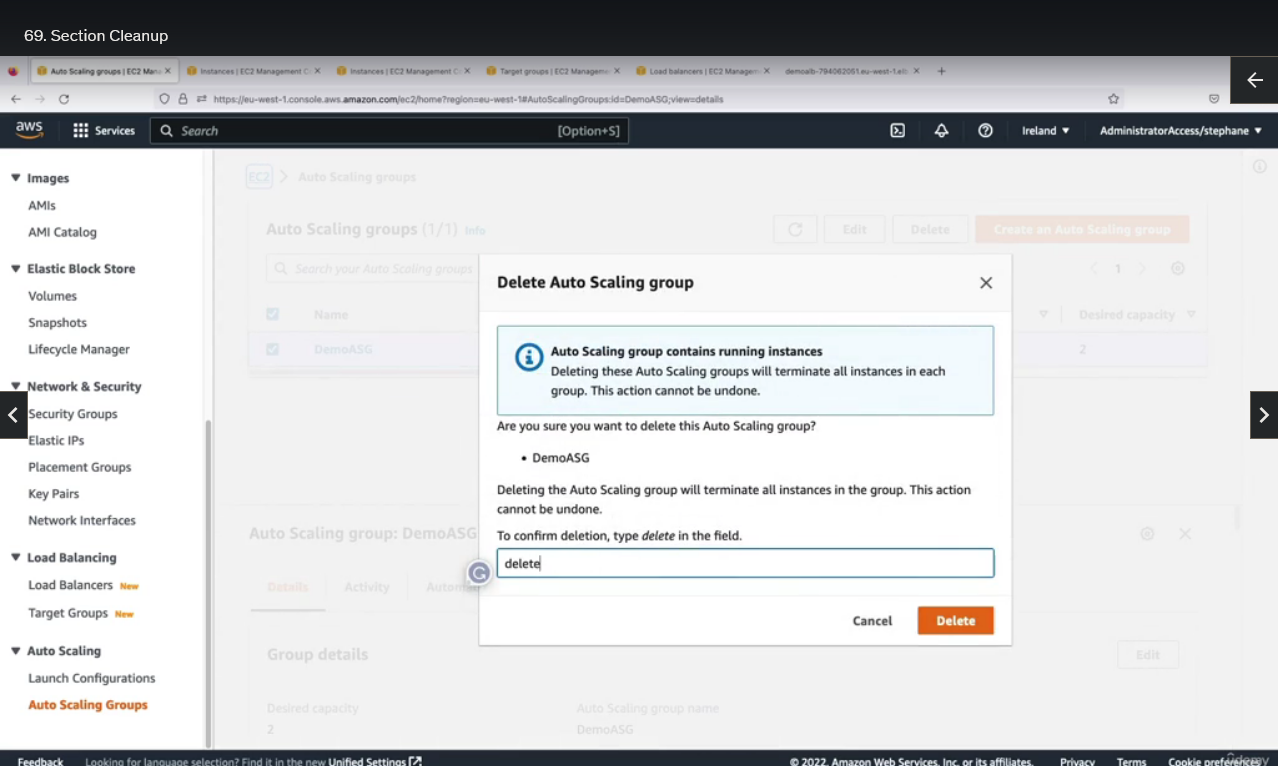 69. Section Cleanup
Auto Scaling groups | EC2 Mana
Instances | EC2 Management C
Instances | EC2 Management C
Target groups | EC2 Manageme
Load balancers | EC2 Managem
demoalb-794062051.eu-west-1.elb
https://eu-west-1.console.aws.amazon.com/ec2/home?region=eu-west-1#AutoScalingGroups:id=DemoASG;view=details
aws
Services
Search
[Option+S]
Ireland
AdministratorAccess/stephane
Images
AMIs
AMI Catalog
Elastic Block Store
Volumes
Snapshots
Lifecycle Manager
Network & Security
Security Groups
Elastic IPs
Placement Groups
Key Pairs
Network Interfaces
Load Balancing
Load Balancers New
Target Groups New
Auto Scaling
Launch Configurations
Auto Scaling Groups
EC2
Auto Scaling groups
Auto Scaling groups (1/1) Info
Edit
Delete
Create an Auto Scaling group
Search your Auto Scaling groups
1
Name
Desired capacity
DemoASG
2
Delete Auto Scaling group
Auto Scaling group contains running instances
Deleting these Auto Scaling groups will terminate all instances in each
group. This action cannot be undone.
Are you sure you want to delete this Auto Scaling group?
• DemoASG
Deleting the Auto Scaling group will terminate all instances in the group. This action
cannot be undone.
To confirm deletion, type delete in the field.
delete
Cancel
Delete
Auto Scaling group: DemoASG
Details
Activity
Group details
Edit
Desired capacity
2
Auto Scaling group name
DemoASG
Feedback
Looking for language selection? Find it in the new Unified Settings
© 2022, Amazon Web Services, Inc. or its affiliates.
Privacy
Terms
Cookie preferences
Udemy